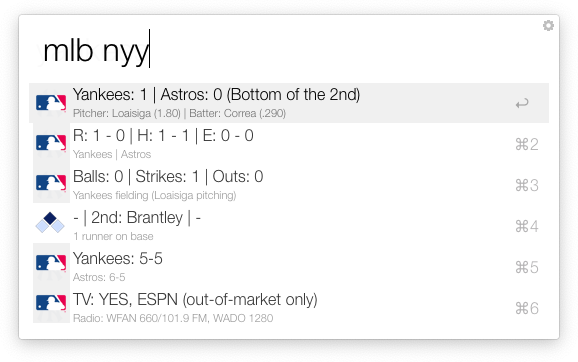 mlb nyy
Yankees: 1 | Astros: 0 (Bottom of the 2nd)
Pitcher: Loaisiga (1.80) | Batter: Correa (.290)
R: 1 - 0 | H: 1 - 1 | E: 0 - 0
Yankees | Astros
⌘2
Balls: 0 | Strikes: 1 | Outs: 0
Yankees fielding (Loaisiga pitching)
⌘3
- | 2nd: Brantley | -
1 runner on base
⌘4
Yankees: 5-5
Astros: 6-5
⌘5
TV: YES, ESPN (out-of-market only)
Radio: WFAN 660/101.9 FM, WADO 1280
⌘6